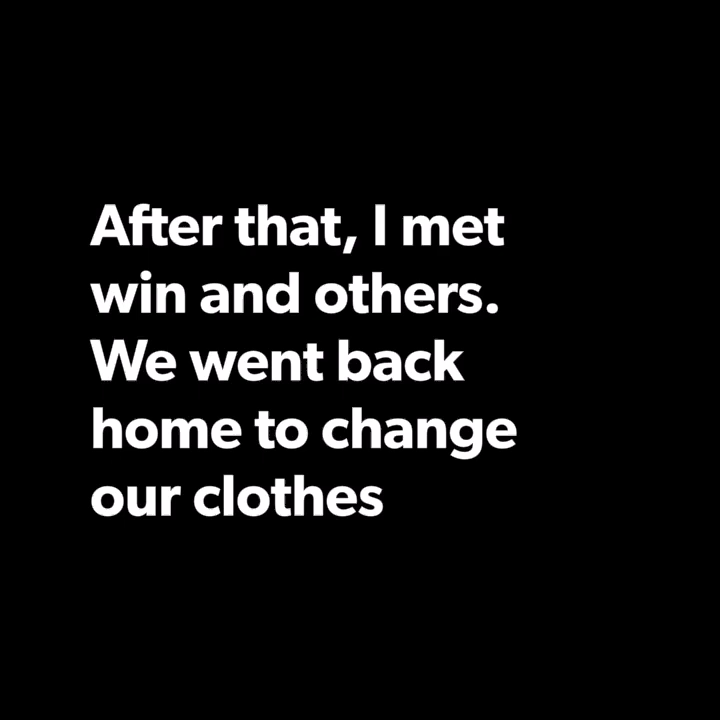 After that, I met
win and others.
We went back
home to change
our clothes